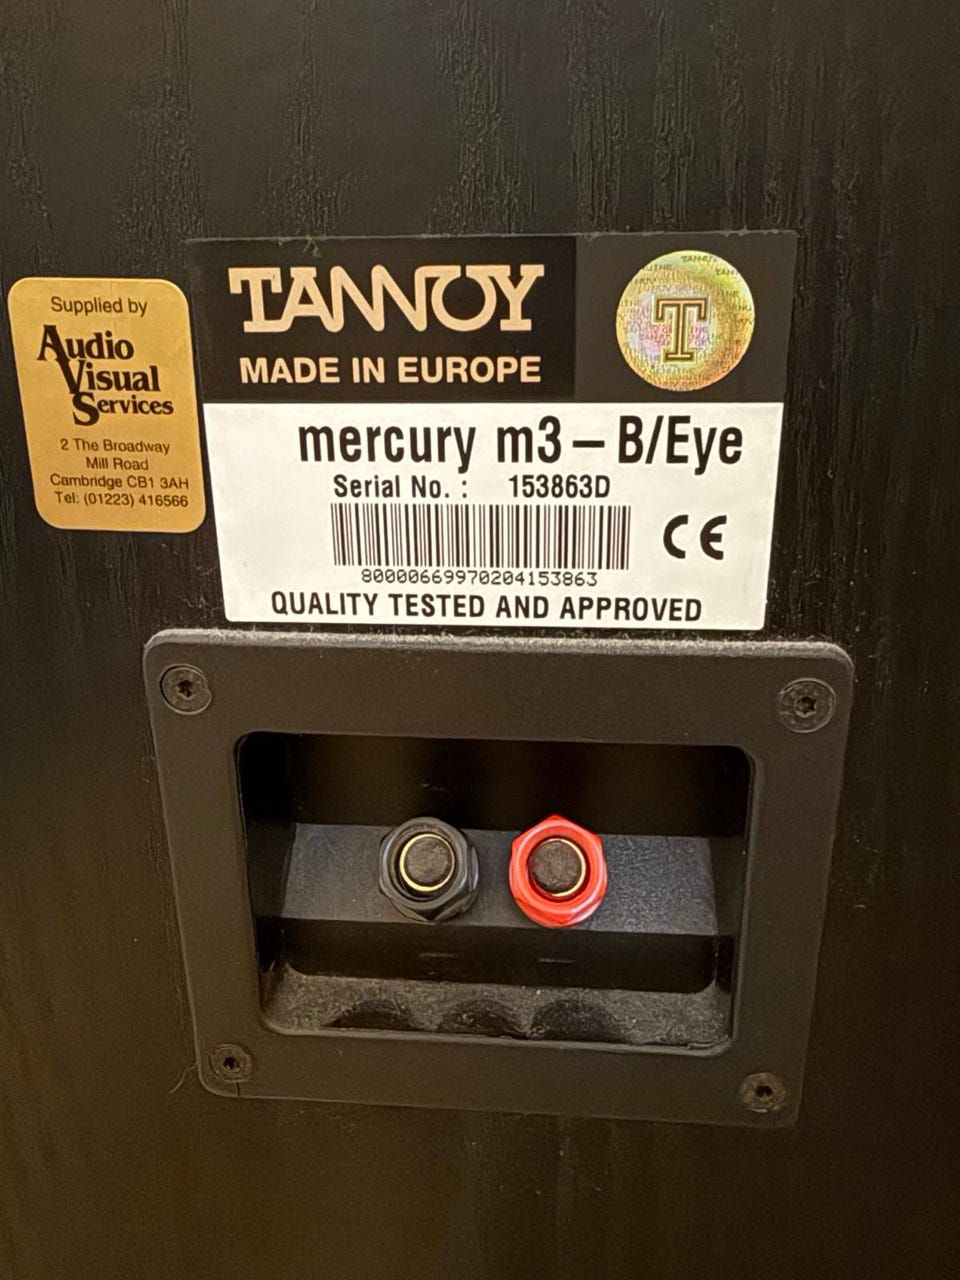 Supplied by
Audio
Visual
Services
2 The Broadway
Mill Road
Cambridge CB1 3AH
Tel: (01223) 416566
TANNOY
MADE IN EUROPE
T
mercury m3 – B/Eye
Serial No. : 153863D
CE
80000669970204153863
QUALITY TESTED AND APPROVED